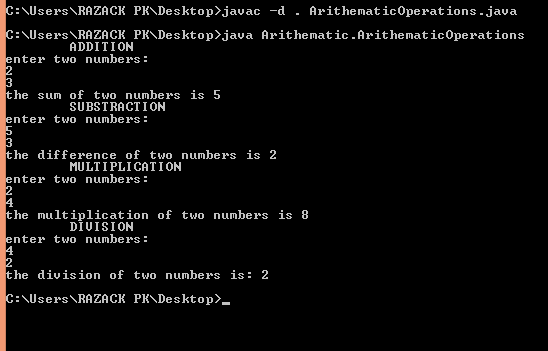 C:\Users\RAZACK PK\Desktop>javac -d . ArithematicOperations.java
C:\Users\RAZACK PK\Desktop>java Arithematic.ArithematicOperations
ADDITION
enter two numbers:
2
3
the sum of two numbers is 5
SUBSTRACTION
enter two numbers:
5
3
the difference of two numbers is 2
MULTIPLICATION
enter two numbers:
2
4
the multiplication of two numbers is 8
DIVISION
enter two numbers:
4
2
the division of two numbers is: 2
C:\Users\RAZACK PK\Desktop>_